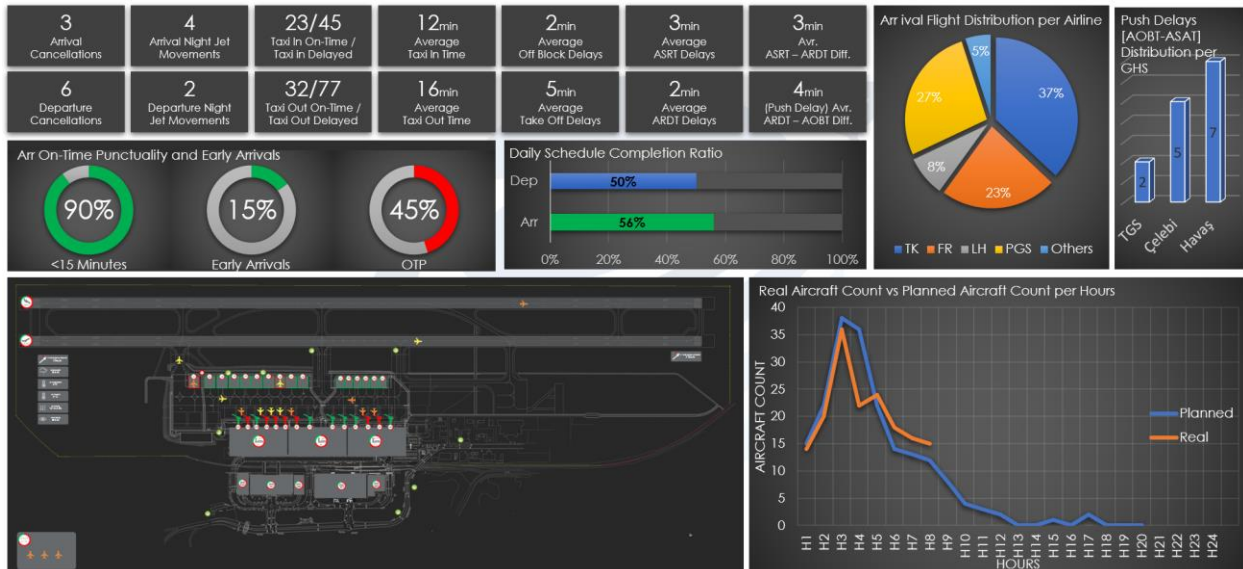 3
Arrival
Cancellations
4
Arrival Night Jet
Movements
23/45
Taxi In On-Time /
Taxi In Delayed
12min
Average
Taxi In Time
2min
Average
Off Block Delays
3min
Average
ASRT Delays
3min
Avr.
ASRT – ARDT Diff.
6
Departure
Cancellations
2
Departure Night
Jet Movements
32/77
Taxi Out On-Time /
Taxi Out Delayed
16min
Average
Taxi Out Time
5min
Average
Take Off Delays
2min
Average
ARDT Delays
4min
(Push Delay) Avr.
ARDT – AOBT Diff.
Arr On-Time Punctuality and Early Arrivals
90%
<15 Minutes
15%
Early Arrivals
45%
OTP
Daily Schedule Completion Ratio
Dep
50%
Arr
56%
0% 20% 40% 60% 80% 100%
Arr ival Flight Distribution per Airline
5%
37%
27%
8%
23%
TK FR LH PGS Others
Push Delays
[AOBT-ASAT]
Distribution per
GHS
2
5
7
TGS
Çelebi
Havaş
Real Aircraft Count vs Planned Aircraft Count per Hours
AIRCRAFT COUNT
40
35
30
25
20
15
10
5
0
Planned
Real
H1 H2 H3 H4 H5 H6 H7 H8 H9 H10 H11 H12 H13 H14 H15 H16 H17 H18 H19 H20 H21 H22 H23 H24
HOURS